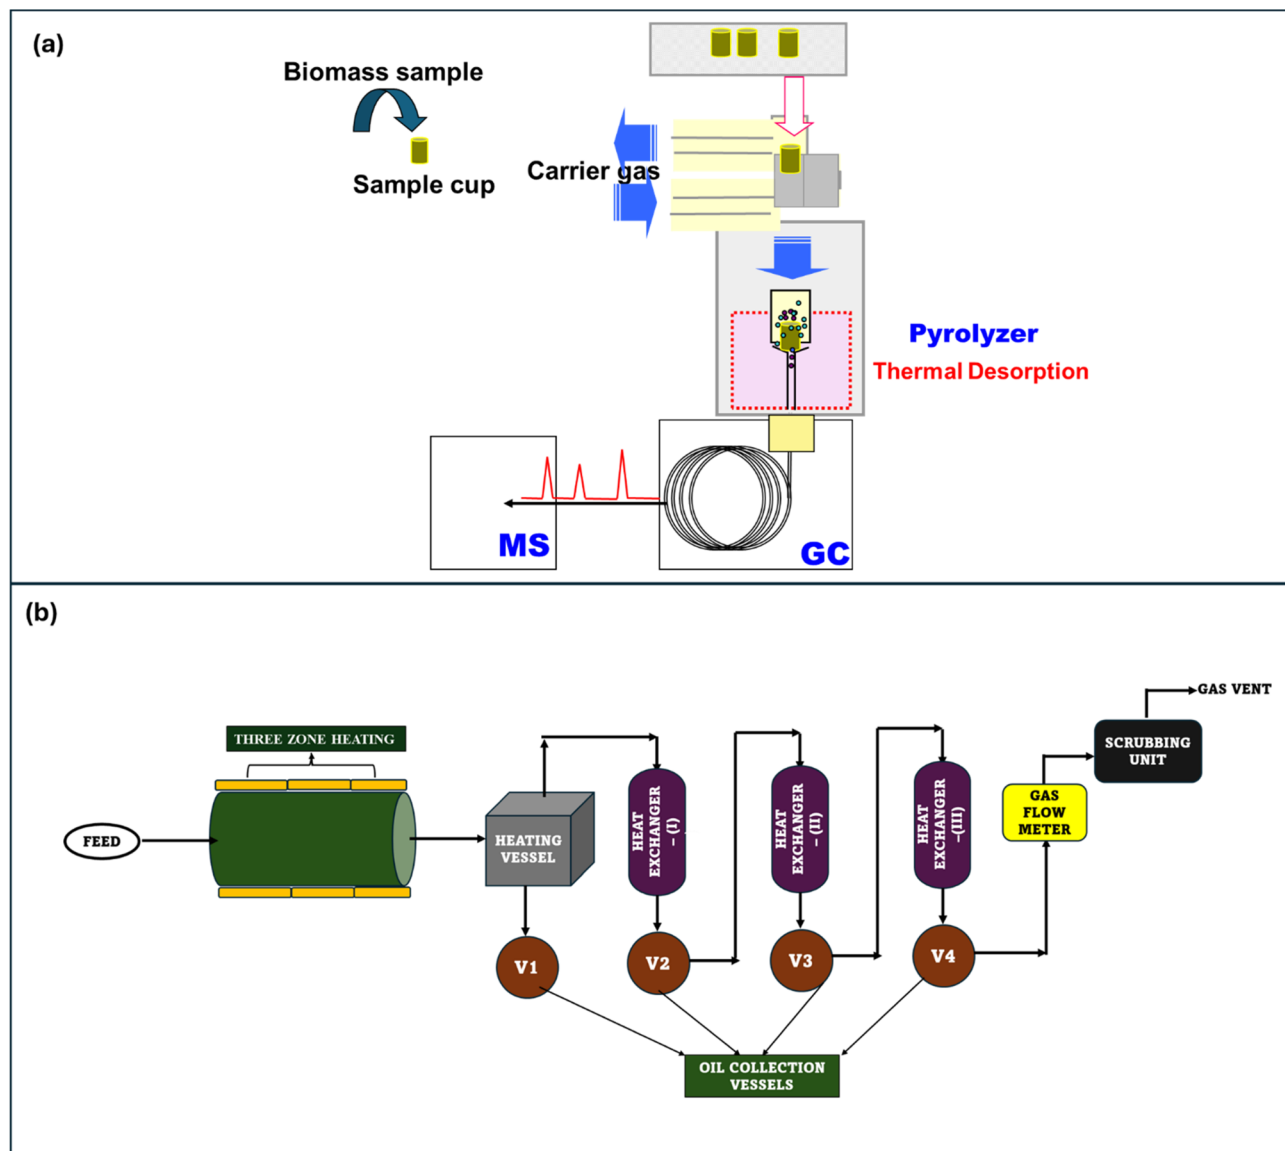 (a)
Biomass sample
Sample cup
Carrier gas
Pyrolyzer
Thermal Desorption
MS
GC
(b)
GAS VENT
THREE ZONE HEATING
SCRUBBING
UNIT
FEED
HEATING
VESSEL
HEAT
EXCHANGER
– (I)
HEAT
EXCHANGER
– (II)
HEAT
EXCHANGER
–(III)
GAS
FLOW
METER
V1
V2
V3
V4
OIL COLLECTION
VESSELS